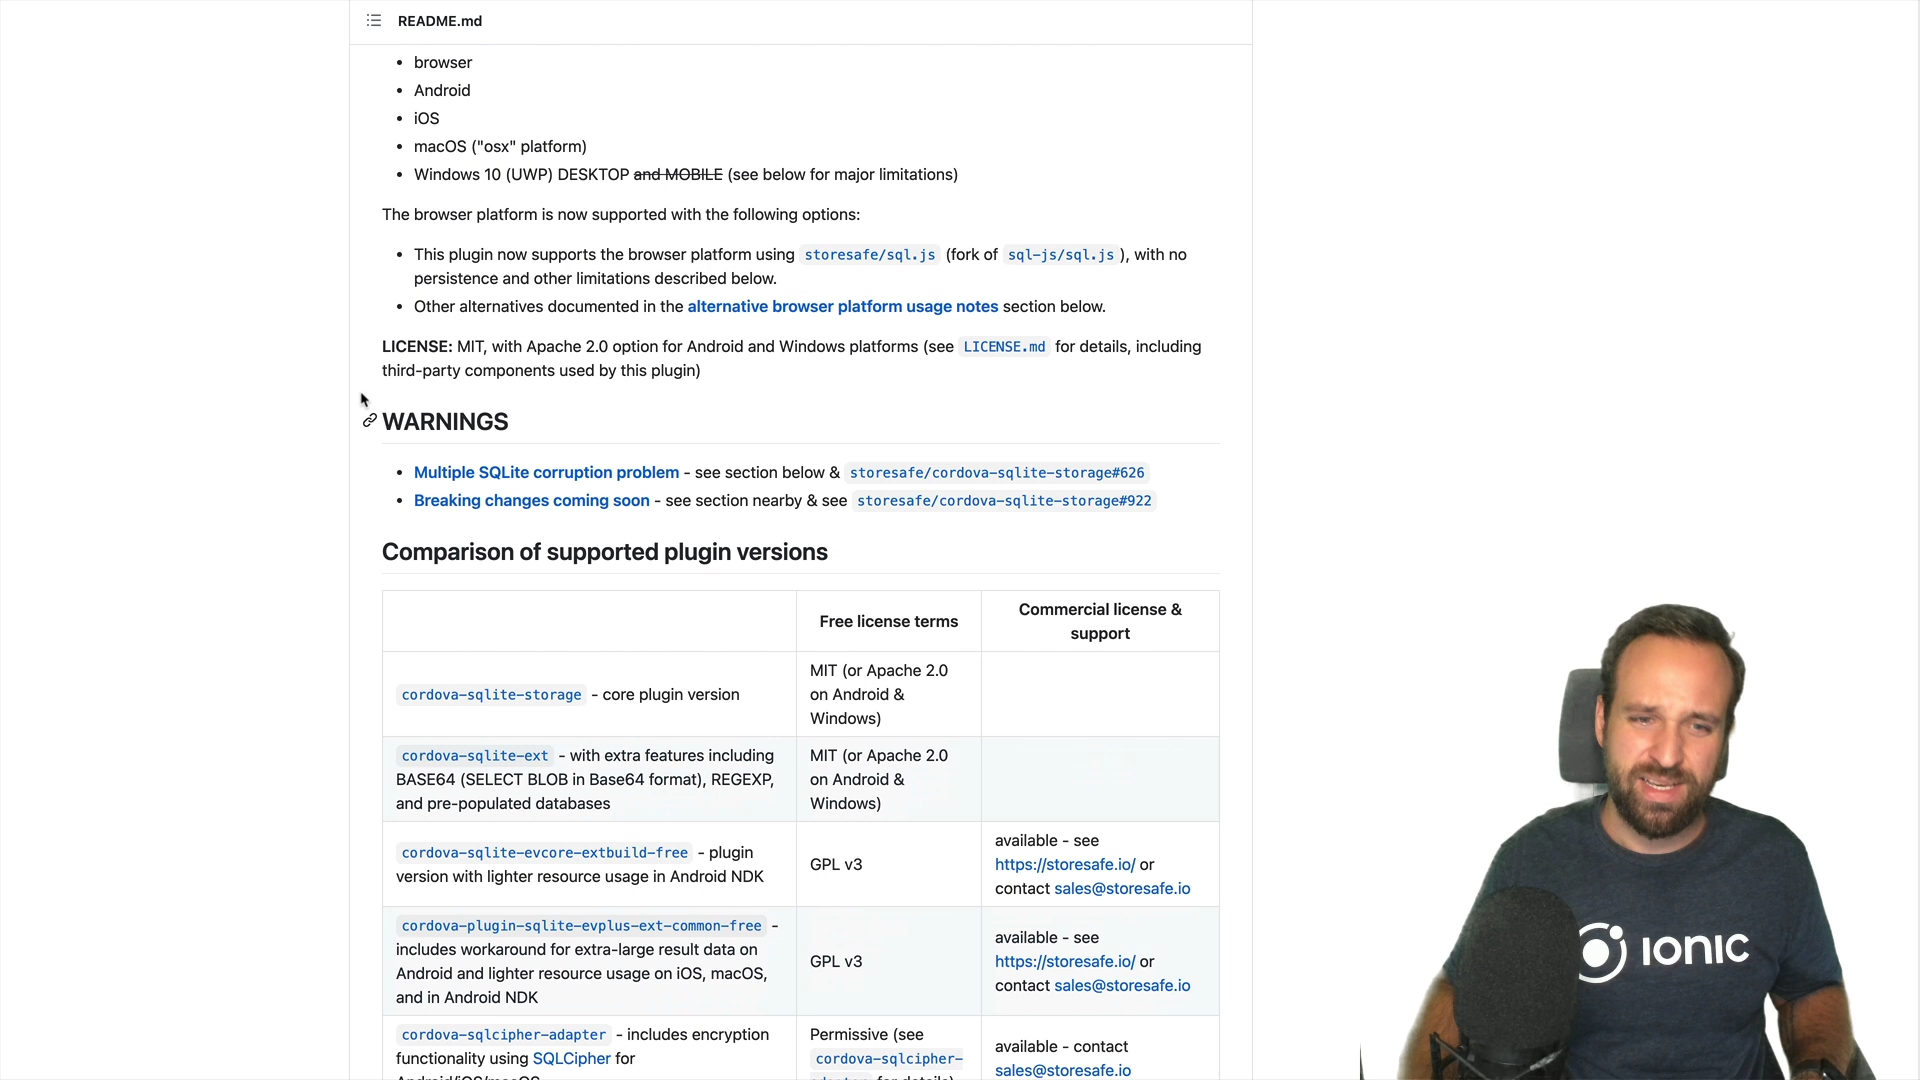 README.md
browser
Android
iOS
macOS ("osx" platform)
Windows 10 (UWP) DESKTOP and MOBILE (see below for major limitations)
The browser platform is now supported with the following options:
This plugin now supports the browser platform using storesafe/sql.js (fork of sql-js/sql.js), with no
persistence and other limitations described below.
Other alternatives documented in the alternative browser platform usage notes section below.
LICENSE: MIT, with Apache 2.0 option for Android and Windows platforms (see LICENSE.md for details, including
third-party components used by this plugin)
WARNINGS
Multiple SQLite corruption problem - see section below & storesafe/cordova-sqlite-storage#626
Breaking changes coming soon - see section nearby & see storesafe/cordova-sqlite-storage#922
Comparison of supported plugin versions
Free license terms
Commercial license &
support
cordova-sqlite-storage - core plugin version
MIT (or Apache 2.0
on Android &
Windows)
cordova-sqlite-ext - with extra features including
BASE64 (SELECT BLOB in Base64 format), REGEXP,
and pre-populated databases
MIT (or Apache 2.0
on Android &
Windows)
cordova-sqlite-evcore-extbuild-free - plugin
version with lighter resource usage in Android NDK
GPL v3
available - see
https://storesafe.io/ or
contact sales@storesafe.io
cordova-plugin-sqlite-evplus-ext-common-free -
includes workaround for extra-large result data on
Android and lighter resource usage on iOS, macOS,
and in Android NDK
GPL v3
available - see
https://storesafe.io/ or
contact sales@storesafe.io
cordova-sqlcipher-adapter - includes encryption
functionality using SQLCipher for
Android/iOS/macOS
Permissive (see
cordova-sqlcipher-
adapter for details)
available - contact
sales@storesafe.io
IONIC